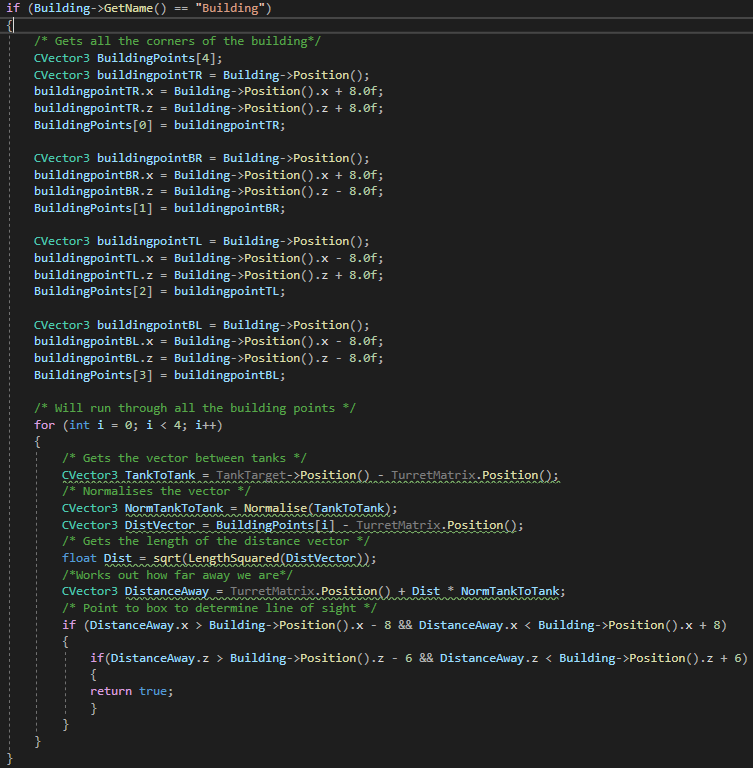 if (Building->GetName() == "Building")
{
/* Gets all the corners of the building*/
CVector3 BuildingPoints[4];
CVector3 buildingpointTR = Building->Position();
buildingpointTR.x = Building->Position().x + 8.0f;
buildingpointTR.z = Building->Position().z + 8.0f;
BuildingPoints[0] = buildingpointTR;
CVector3 buildingpointBR = Building->Position();
buildingpointBR.x = Building->Position().x + 8.0f;
buildingpointBR.z = Building->Position().z - 8.0f;
BuildingPoints[1] = buildingpointBR;
CVector3 buildingpointTL = Building->Position();
buildingpointTL.x = Building->Position().x - 8.0f;
buildingpointTL.z = Building->Position().z + 8.0f;
BuildingPoints[2] = buildingpointTL;
CVector3 buildingpointBL = Building->Position();
buildingpointBL.x = Building->Position().x - 8.0f;
buildingpointBL.z = Building->Position().z - 8.0f;
BuildingPoints[3] = buildingpointBL;
/* Will run through all the building points */
for (int i = 0; i < 4; i++)
{
/* Gets the vector between tanks */
CVector3 TankToTank = TankTarget->Position() - TurretMatrix.Position();
/* Normalises the vector */
CVector3 NormTankToTank = Normalise(TankToTank);
CVector3 DistVector = BuildingPoints[i] - TurretMatrix.Position();
/* Gets the length of the distance vector */
float Dist = sqrt(LengthSquared(DistVector));
/*Works out how far away we are*/
CVector3 DistanceAway = TurretMatrix.Position() + Dist * NormTankToTank;
/* Point to box to determine line of sight */
if (DistanceAway.x > Building->Position().x - 8 && DistanceAway.x < Building->Position().x + 8)
{
if(DistanceAway.z > Building->Position().z - 6 && DistanceAway.z < Building->Position().z + 6)
{
return true;
}
}
}
}